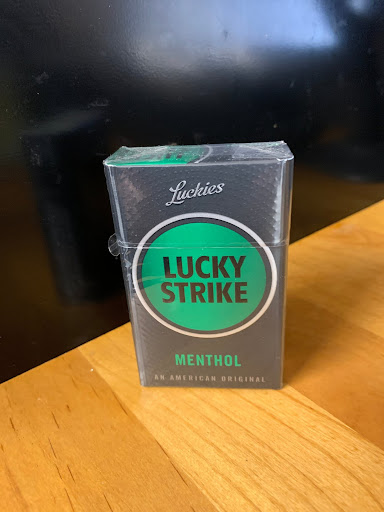 Luckies
LUCKY
STRIKE
MENTHOL
AN AMERICAN ORIGINAL